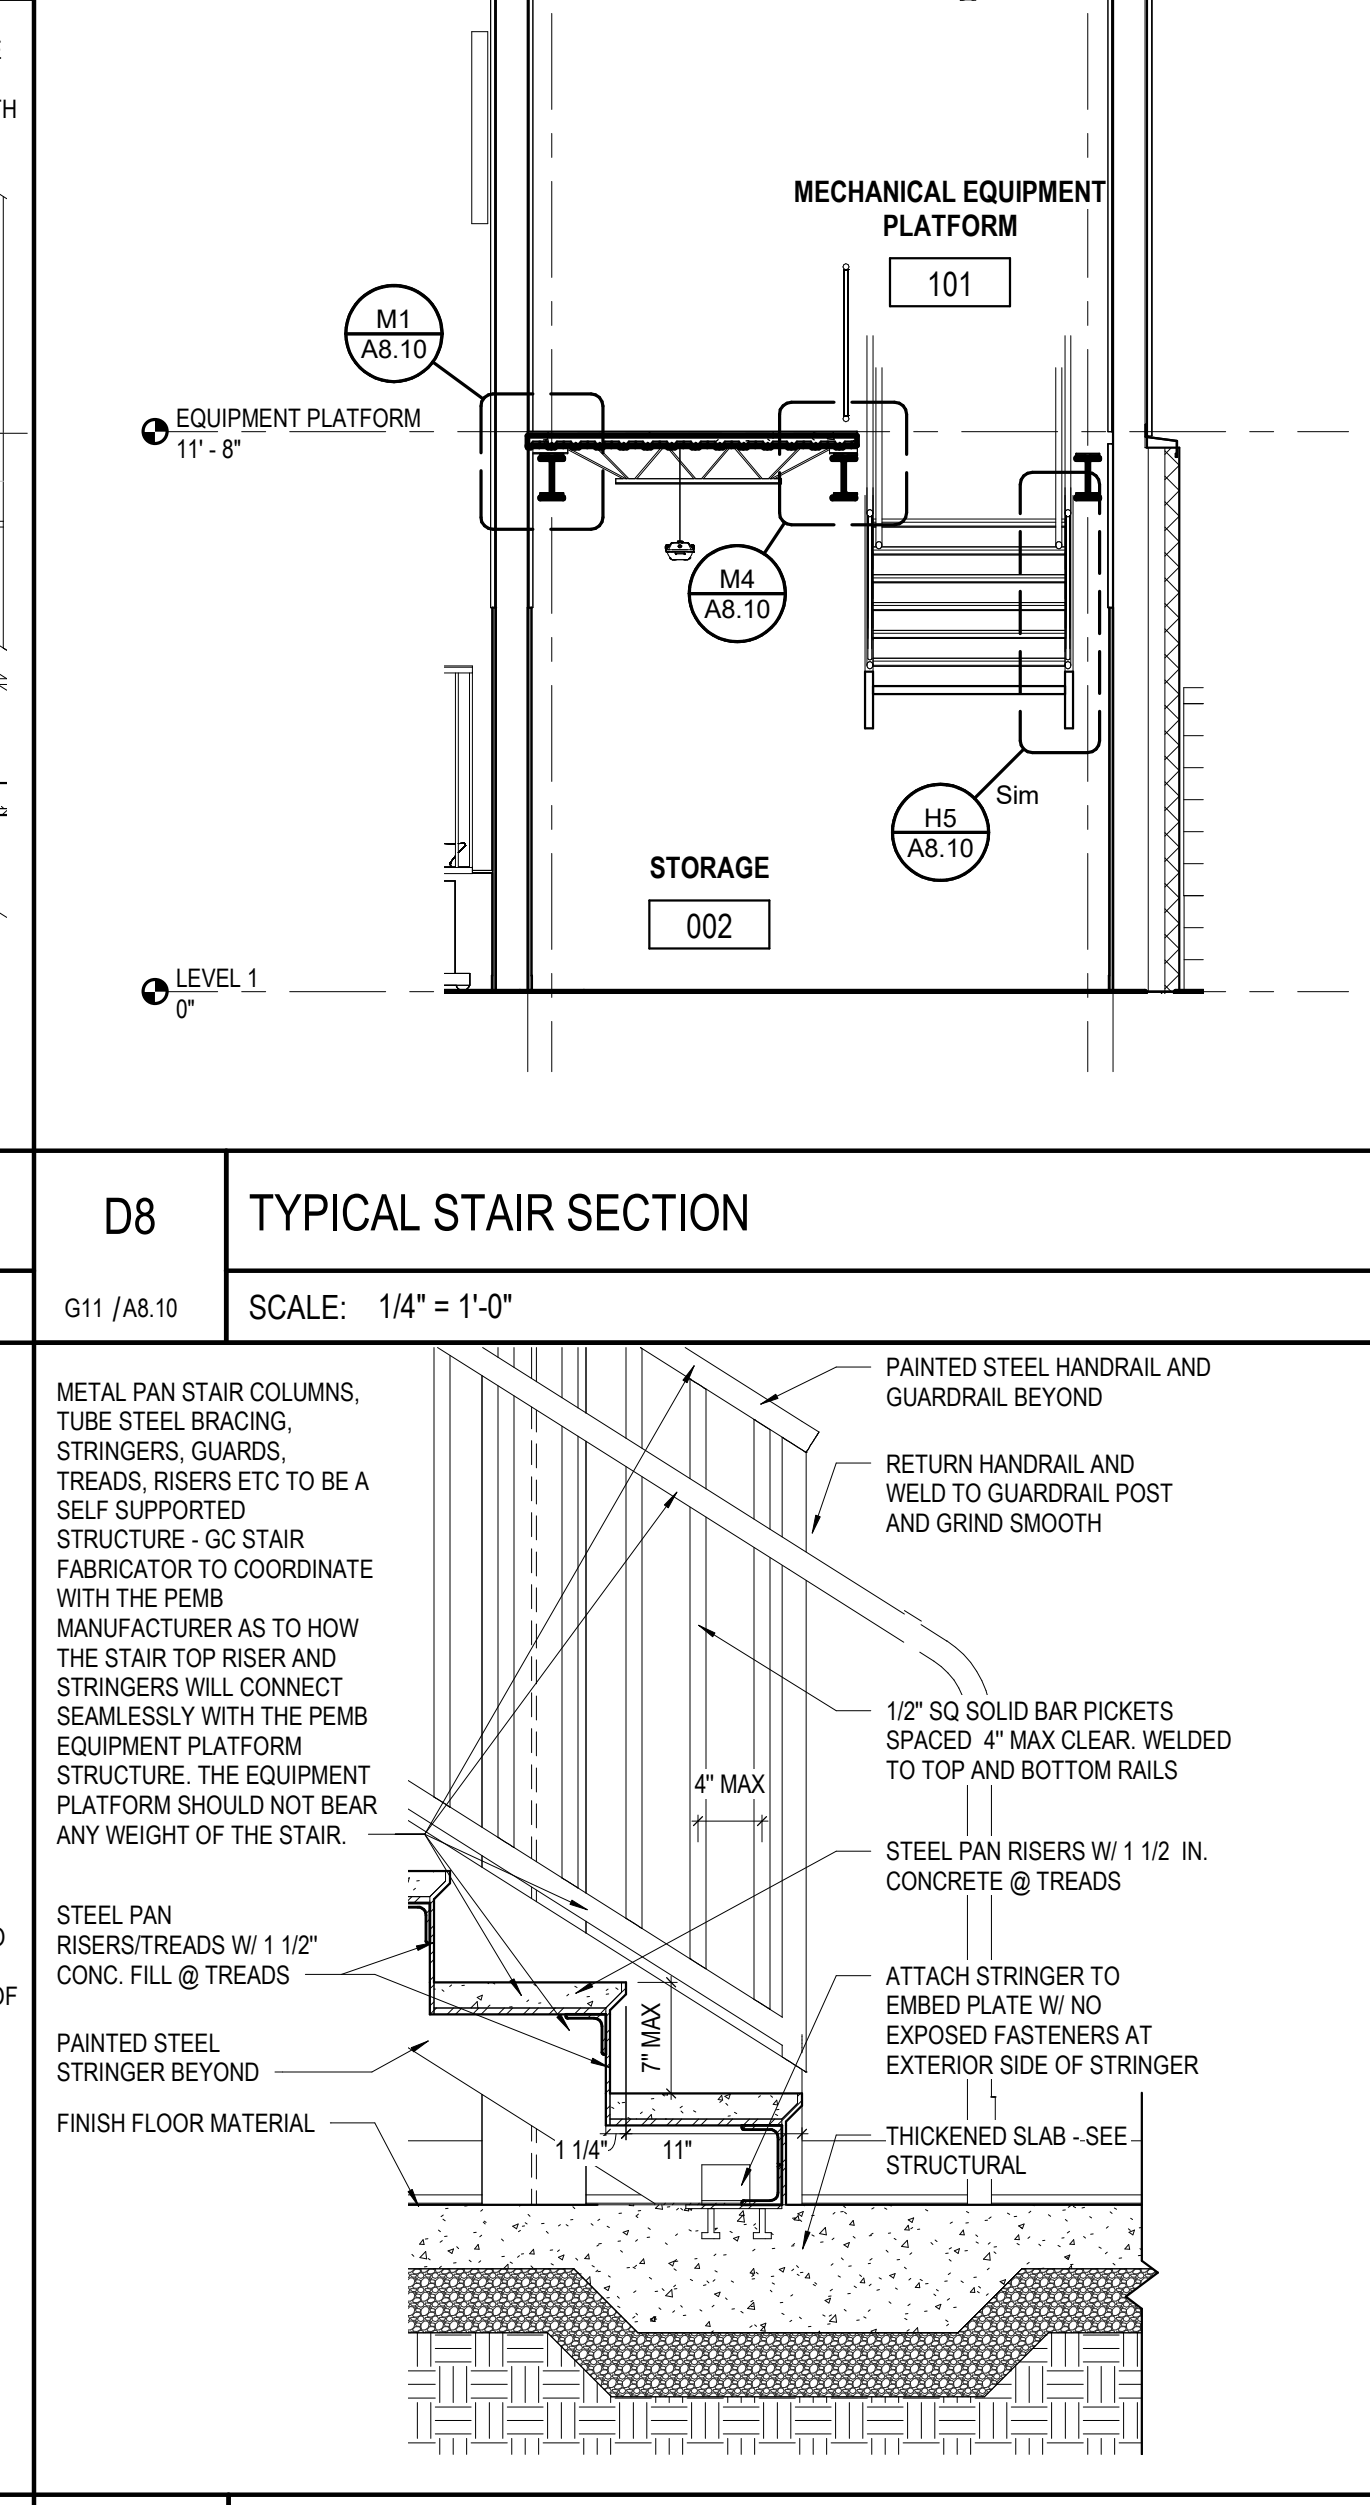 TH
MECHANICAL EQUIPMENT
PLATFORM
101
M1
A8.10
EQUIPMENT PLATFORM
11' - 8"
M4
A8.10
Sim
H5
A8.10
STORAGE
002
LEVEL 1
0"
D8
TYPICAL STAIR SECTION
G11 / A8.10
SCALE: 1/4" = 1'-0"
METAL PAN STAIR COLUMNS,
TUBE STEEL BRACING,
STRINGERS, GUARDS,
TREADS, RISERS ETC TO BE A
SELF SUPPORTED
STRUCTURE - GC STAIR
FABRICATOR TO COORDINATE
WITH THE PEMB
MANUFACTURER AS TO HOW
THE STAIR TOP RISER AND
STRINGERS WILL CONNECT
SEAMLESSLY WITH THE PEMB
EQUIPMENT PLATFORM
STRUCTURE. THE EQUIPMENT
PLATFORM SHOULD NOT BEAR
ANY WEIGHT OF THE STAIR.
STEEL PAN
RISERS/TREADS W/ 1 1/2"
CONC. FILL @ TREADS
PAINTED STEEL
STRINGER BEYOND
FINISH FLOOR MATERIAL
OF
PAINTED STEEL HANDRAIL AND
GUARDRAIL BEYOND
RETURN HANDRAIL AND
WELD TO GUARDRAIL POST
AND GRIND SMOOTH
1/2" SQ SOLID BAR PICKETS
SPACED 4" MAX CLEAR. WELDED
TO TOP AND BOTTOM RAILS
4" MAX
STEEL PAN RISERS W/ 1 1/2 IN.
CONCRETE @ TREADS
ATTACH STRINGER TO
EMBED PLATE W/ NO
EXPOSED FASTENERS AT
EXTERIOR SIDE OF STRINGER
7" MAX
1 1/4"
11"
THICKENED SLAB - SEE
STRUCTURAL